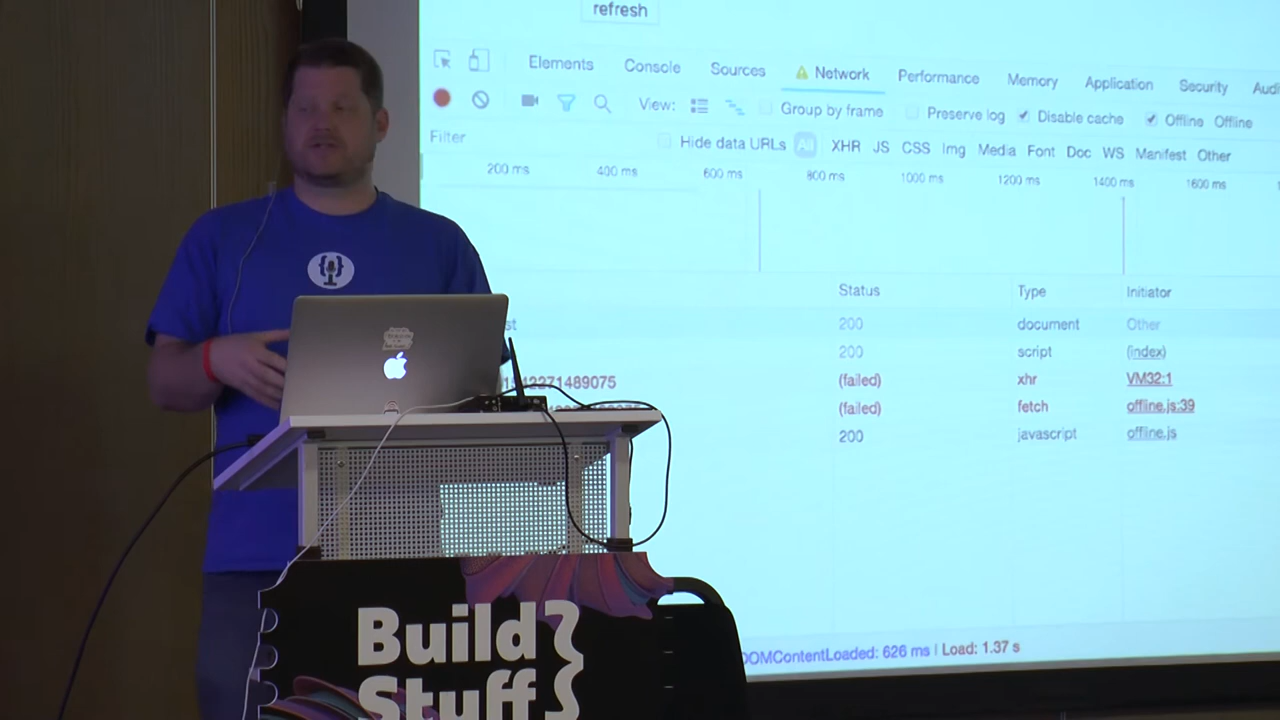 refresh
Elements Console Sources Network Performance Memory Application Security
View: Group by frame Preserve log Disable cache Offline Offline
Filter Hide data URLs All XHR JS CSS Img Media Font Doc WS Manifest Other
200 ms 400 ms 600 ms 800 ms 1000 ms 1200 ms 1400 ms 1600 ms
Status Type Initiator
st 200 document Other
200 script (index)
1542271489075 (failed) xhr VM32:1
(failed) fetch offline.js:39
200 javascript offline.js
DOMContentLoaded: 626 ms | Load: 1.37 s
Build
Stuff